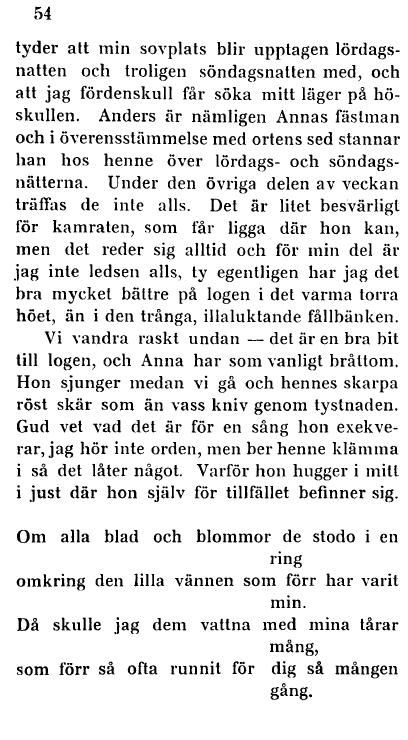 54
tyder att min sovplats blir upptagen lördags-
natten och troligen söndagsnatten med, och
att jag fördenskull får söka mitt läger på hö-
skullen. Anders är nämligen Annas fästman
och i överensstämmelse med ortens sed stannar
han hos henne över lördags- och söndags-
nätterna. Under den övriga delen av veckan
träffas de inte alls. Det är litet besvärligt
för kamraten, som får ligga där hon kan,
men det reder sig alltid och för min del är
jag inte ledsen alls, ty egentligen har jag det
bra mycket bättre på logen i det varma torra
höet, än i den trånga, illaluktande fållbänken.
Vi vandra raskt undan — det är en bra bit
till logen, och Anna har som vanligt bråttom.
Hon sjunger medan vi gå och hennes skarpa
röst skär som än vass kniv genom tystnaden.
Gud vet vad det är för en sång hon exekve-
rar, jag hör inte orden, men ber henne klämma
i så det låter något. Varför hon hugger i mitt
i just där hon själv för tillfället befinner sig.
Om alla blad och blommor de stodo i en
ring
omkring den lilla vännen som förr har varit
min.
Då skulle jag dem vattna med mina tårar
mång,
som förr så ofta runnit för dig så mången
gång.